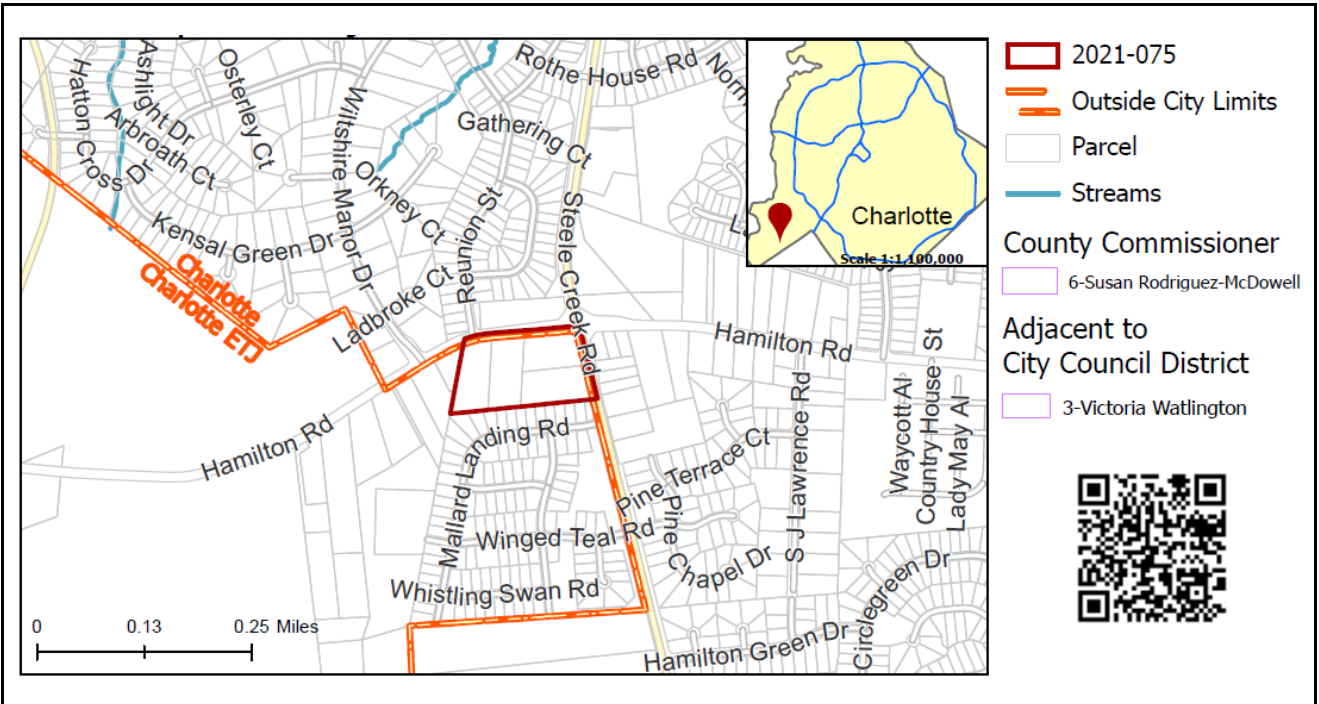 Hatton Cross Dr
Ashlight Dr
Arbroath Ct
Osterley Ct
Wiltshire Manor Dr
Kensal Green Dr
Orkney Ct
Ladbroke Ct
Reunion St
Gathering Ct
Rothe House Rd
Norm
Steele Creek Rd
Charlotte
Charlotte ETJ
Hamilton Rd
Hamilton Rd
Mallard Landing Rd
Winged Teal Rd
Whistling Swan Rd
Pine Terrace Ct
Pine Chapel Dr
S J Lawrence Rd
Waycott Al
Country House St
Lady May Al
Circlegreen Dr
Hamilton Green Dr
0 0.13 0.25 Miles
Charlotte
Scale 1:1,100,000
2021-075
Outside City Limits
Parcel
Streams
County Commissioner
6-Susan Rodriguez-McDowell
Adjacent to
City Council District
3-Victoria Watlington